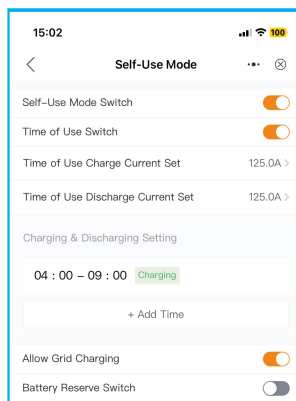 15:02
100
Self-Use Mode
Self-Use Mode Switch
Time of Use Switch
Time of Use Charge Current Set 125.0A >
Time of Use Discharge Current Set 125.0A >
Charging & Discharging Setting
04 : 00 – 09 : 00 Charging
+ Add Time
Allow Grid Charging
Battery Reserve Switch